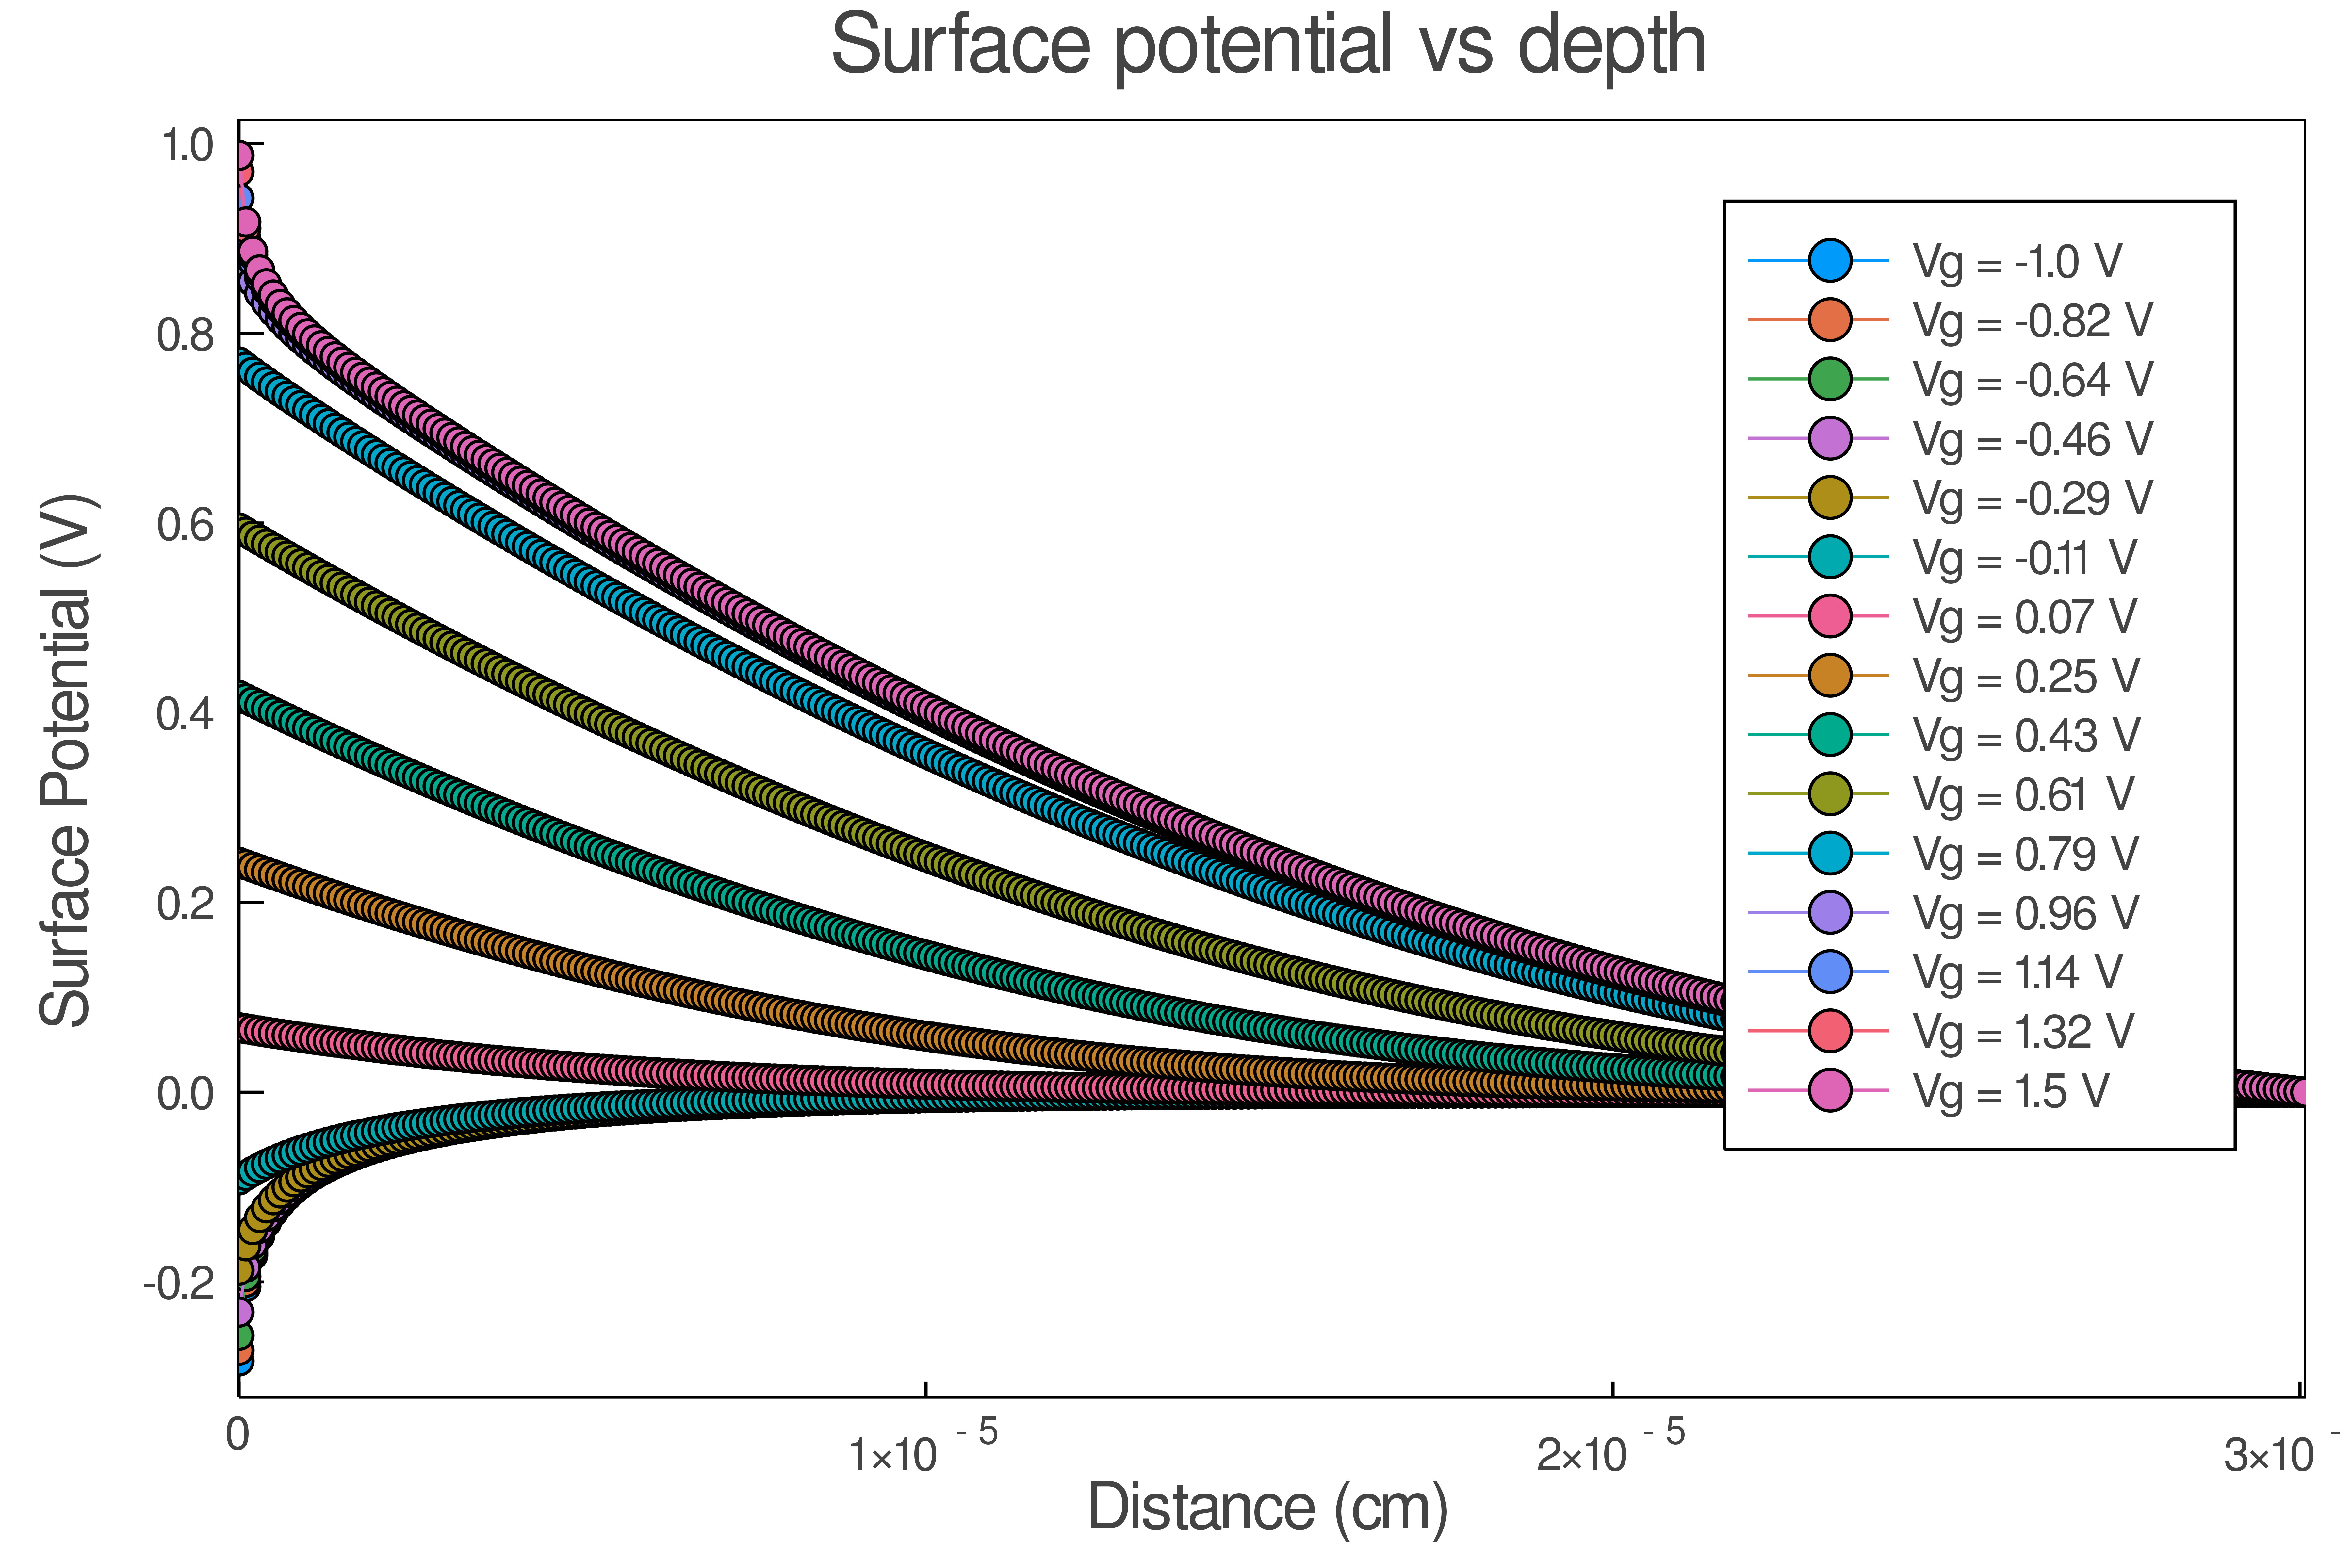 Surface potential vs depth
Surface Potential (V)
1.0
0.8
0.6
0.4
0.2
0.0
-0.2
Vg = -1.0 V
Vg = -0.82 V
Vg = -0.64 V
Vg = -0.46 V
Vg = -0.29 V
Vg = -0.11 V
Vg = 0.07 V
Vg = 0.25 V
Vg = 0.43 V
Vg = 0.61 V
Vg = 0.79 V
Vg = 0.96 V
Vg = 1.14 V
Vg = 1.32 V
Vg = 1.5 V
0 1×10⁻⁵ 2×10⁻⁵ 3×10⁻
Distance (cm)